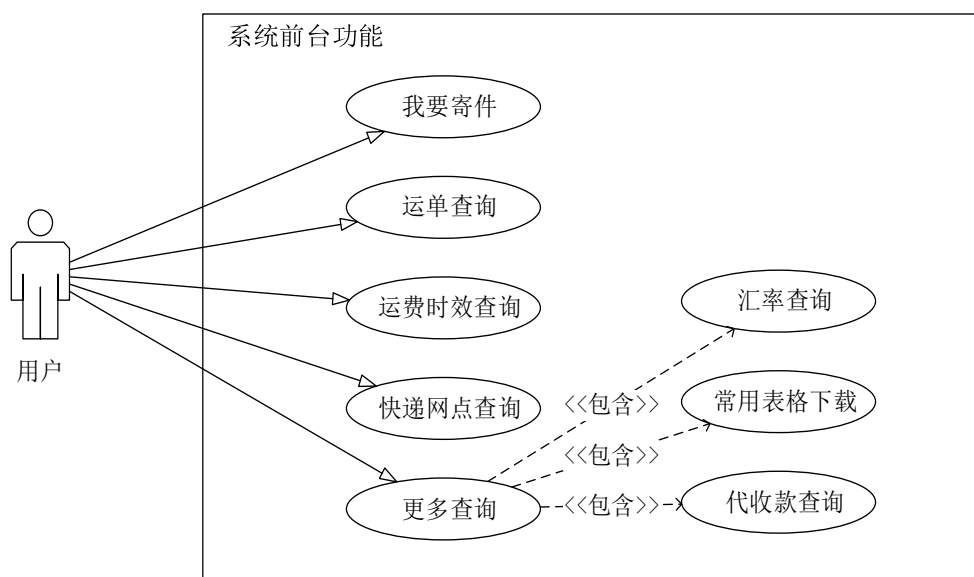 系统前台功能
我要寄件
运单查询
运费时效查询
汇率查询
用户
快递网点查询
<<包含>>
常用表格下载
<<包含>>
更多查询
<<包含>>
代收款查询